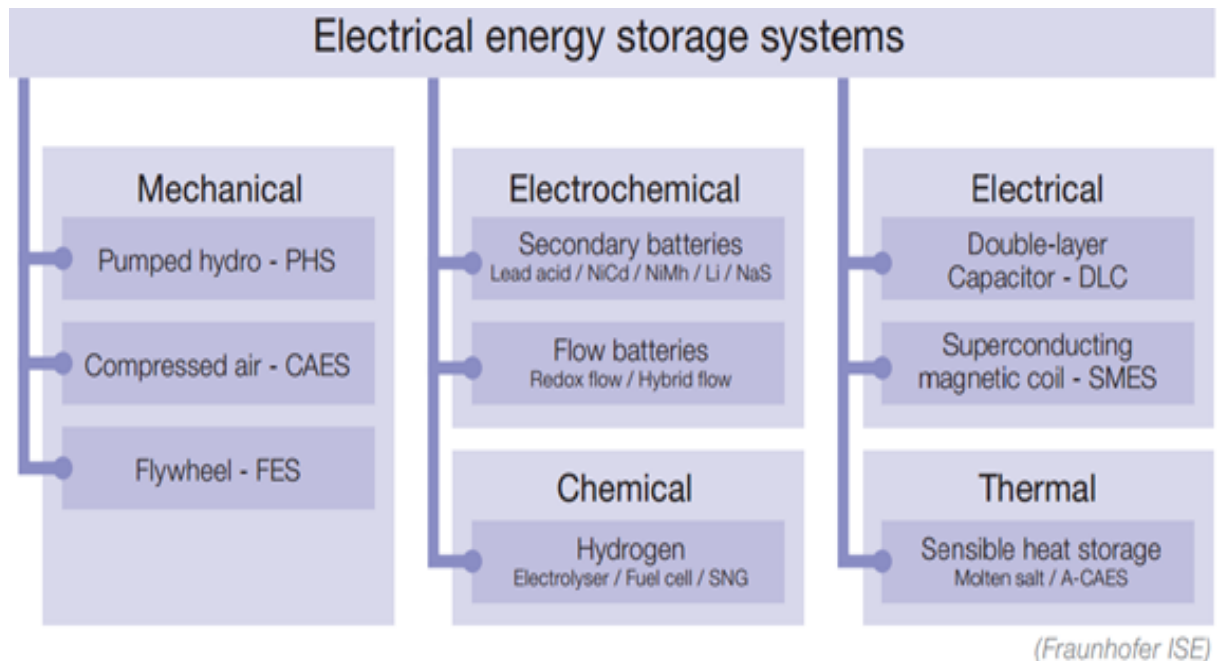 Electrical energy storage systems
Mechanical
Pumped hydro - PHS
Compressed air - CAES
Flywheel - FES
Electrochemical
Secondary batteries
Lead acid / NiCd / NiMh / Li / NaS
Flow batteries
Redox flow / Hybrid flow
Chemical
Hydrogen
Electrolyser / Fuel cell / SNG
Electrical
Double-layer
Capacitor - DLC
Superconducting
magnetic coil - SMES
Thermal
Sensible heat storage
Molten salt / A-CAES
(Fraunhofer ISE)